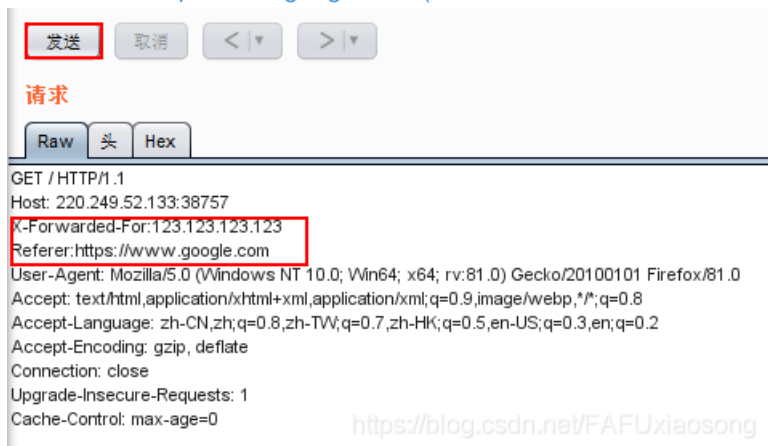 发送 取消 < >
请求
Raw 头 Hex
GET / HTTP/1.1
Host: 220.249.52.133:38757
X-Forwarded-For:123.123.123.123
Referer:https://www.google.com
User-Agent: Mozilla/5.0 (Windows NT 10.0; Win64; x64; rv:81.0) Gecko/20100101 Firefox/81.0
Accept: text/html,application/xhtml+xml,application/xml;q=0.9,image/webp,*/*;q=0.8
Accept-Language: zh-CN,zh;q=0.8,zh-TW;q=0.7,zh-HK;q=0.5,en-US;q=0.3,en;q=0.2
Accept-Encoding: gzip, deflate
Connection: close
Upgrade-Insecure-Requests: 1
Cache-Control: max-age=0
https://blog.csdn.net/FAFUxiaosong